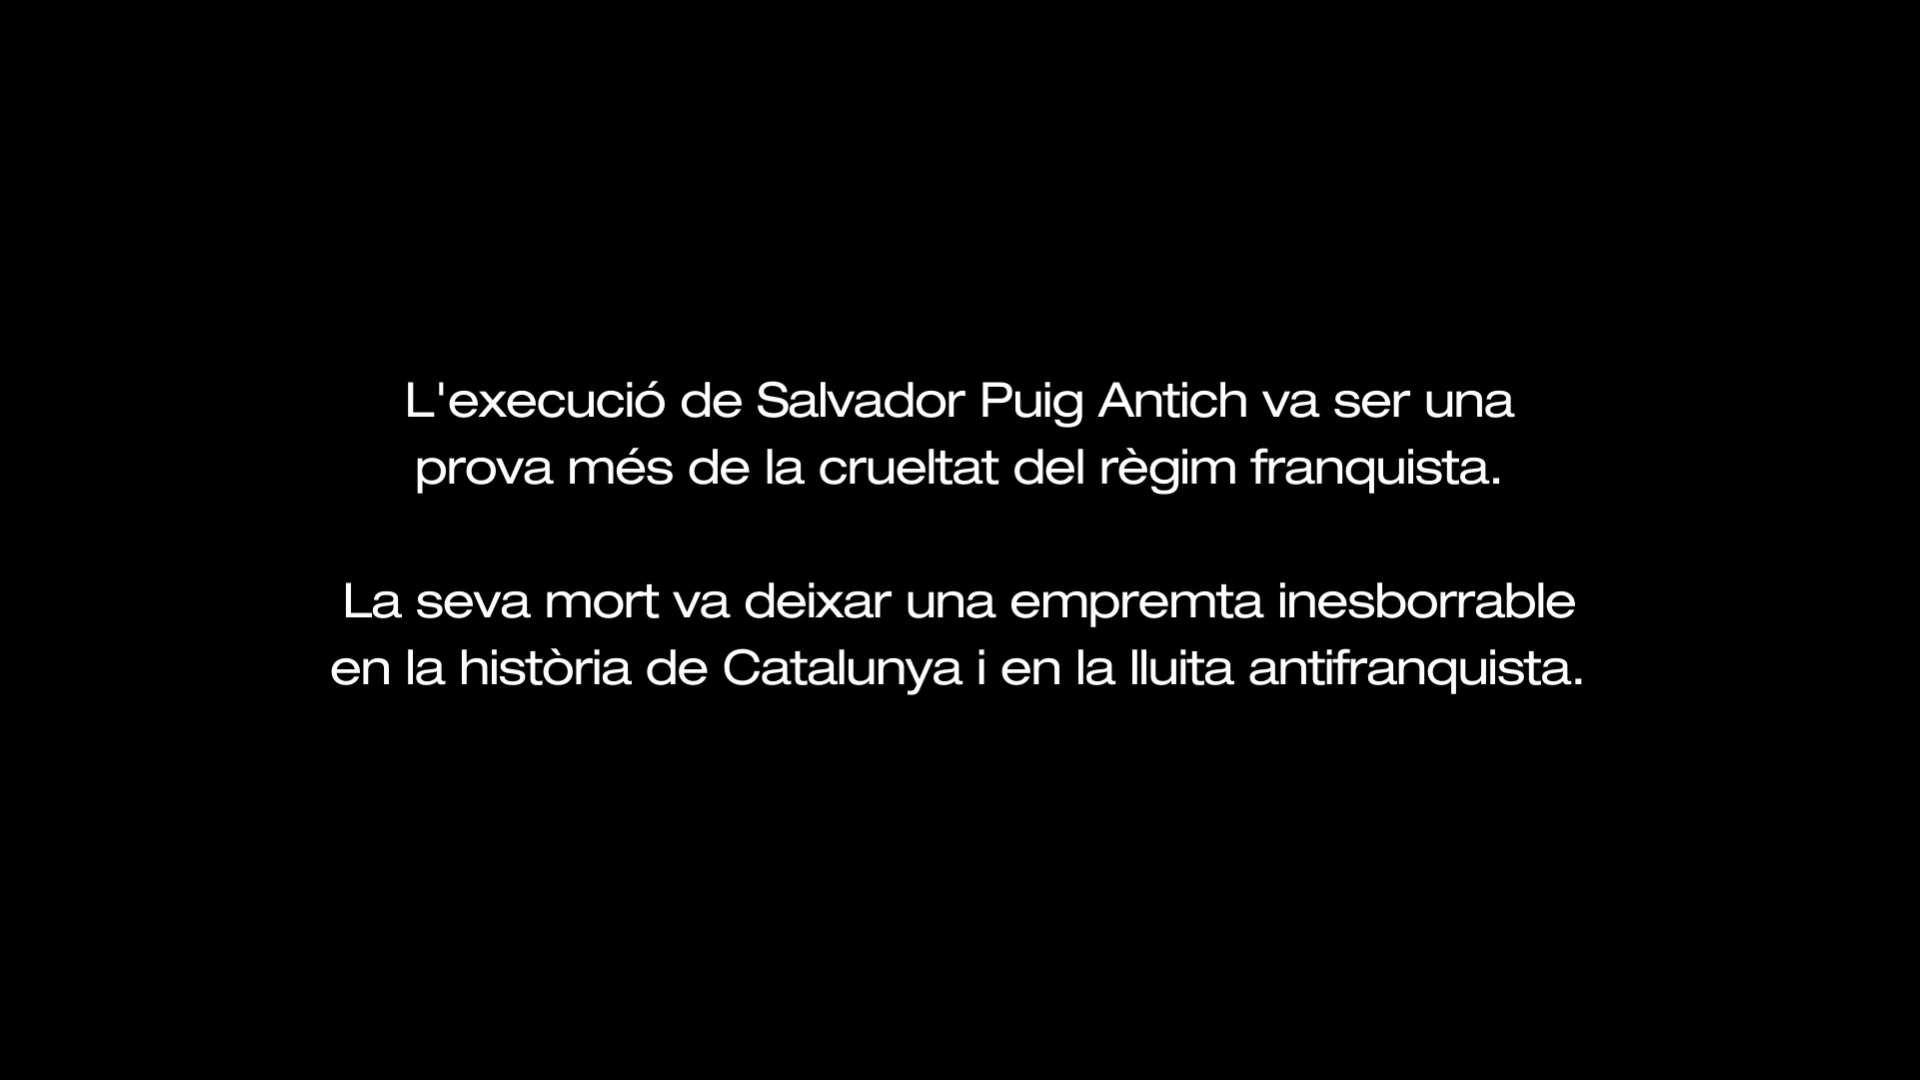 L'execució de Salvador Puig Antich va ser una
prova més de la crueltat del règim franquista.
La seva mort va deixar una empremta inesborrable
en la història de Catalunya i en la lluita antifranquista.